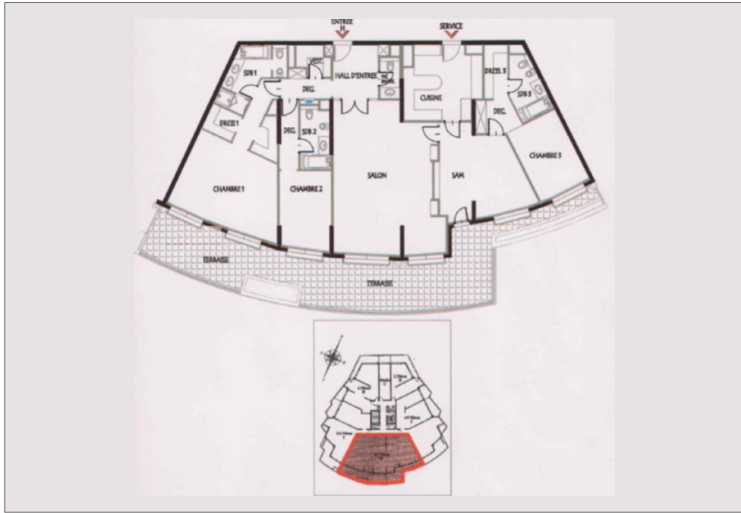 ENTREE
H
SERVICE
SDB 1
VEST.
HALL D'ENTREE
WC
DEG.
CUISINE
DRESS. 3
SDB 3
DRESS 1
DEG.
SDB 2
DEG.
CHAMBRE 1
CHAMBRE 2
SALON
SAM
CHAMBRE 3
TERRASSE
TERRASSE